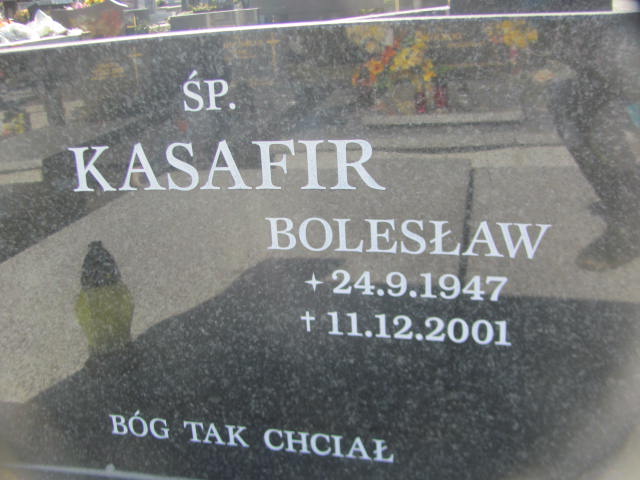 ŚP.
KASAFIR
BOLESŁAW
+ 24.9.1947
† 11.12.2001
BÓG TAK CHCIAŁ